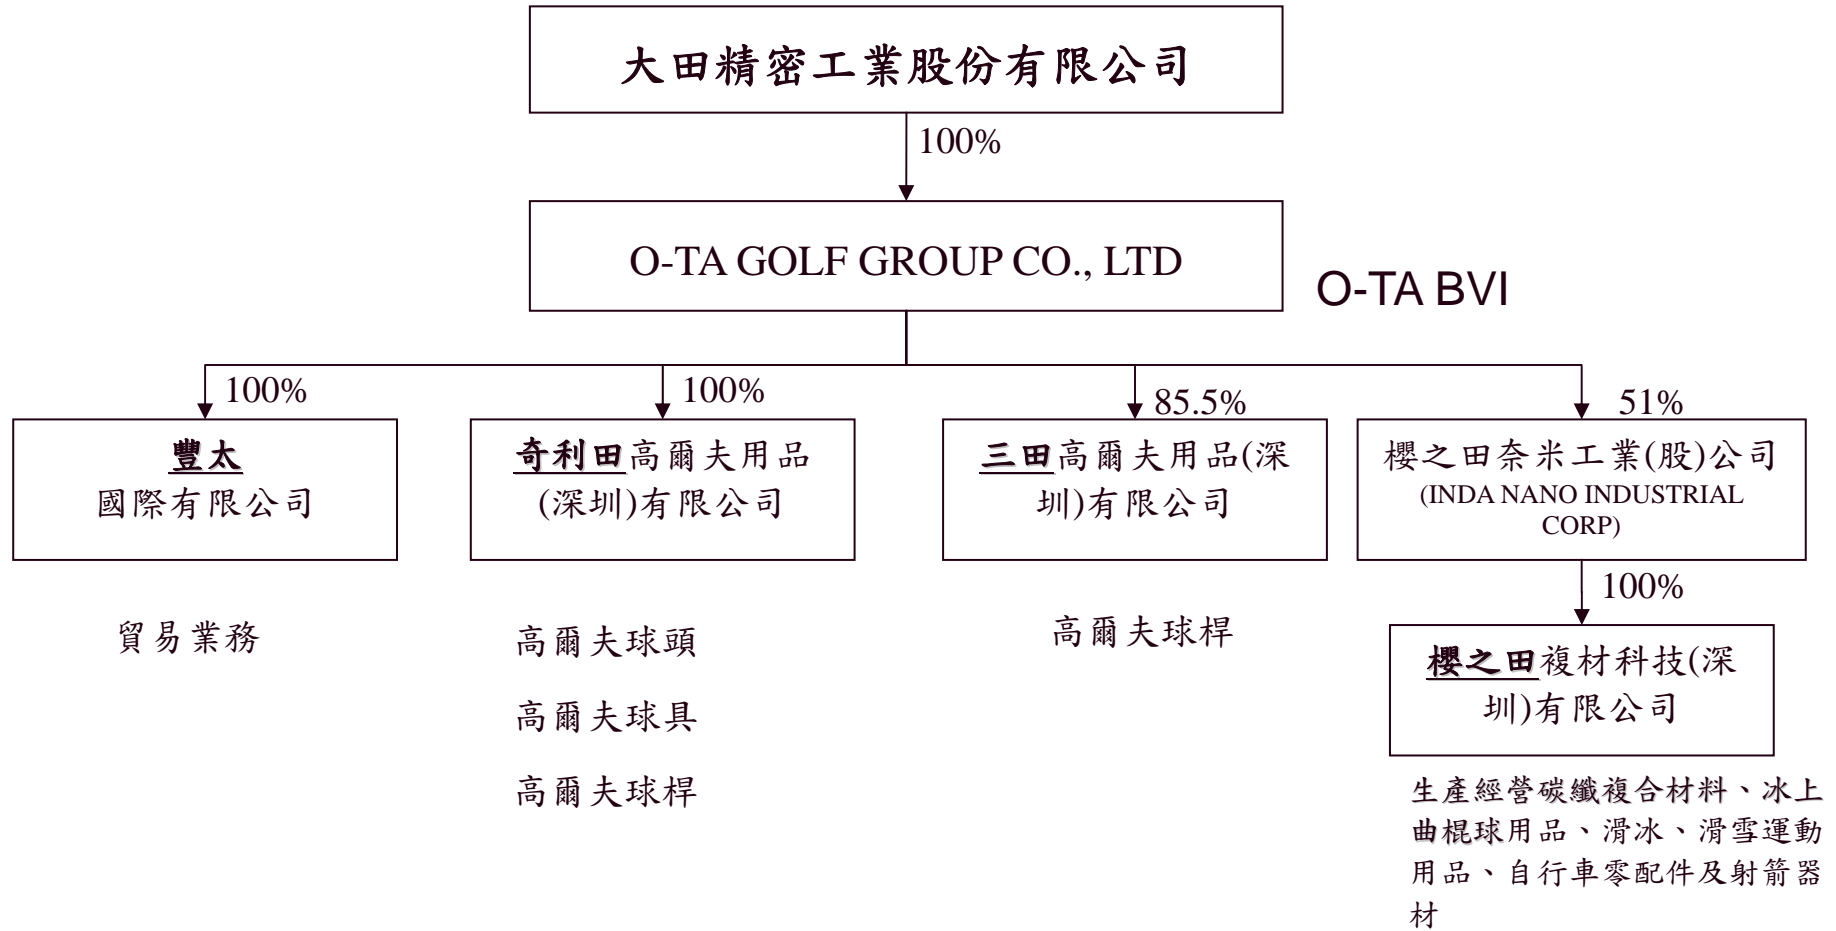 大田精密工業股份有限公司
100%
O-TA GOLF GROUP CO., LTD
O-TA BVI
100%
100%
85.5%
51%
豐太
國際有限公司
奇利田高爾夫用品
(深圳)有限公司
三田高爾夫用品(深
圳)有限公司
櫻之田奈米工業(股)公司
(INDA NANO INDUSTRIAL
CORP)
100%
貿易業務
高爾夫球頭
高爾夫球具
高爾夫球桿
高爾夫球桿
櫻之田複材科技(深
圳)有限公司
生產經營碳纖複合材料、冰上
曲棍球用品、滑冰、滑雪運動
用品、自行車零配件及射箭器
材